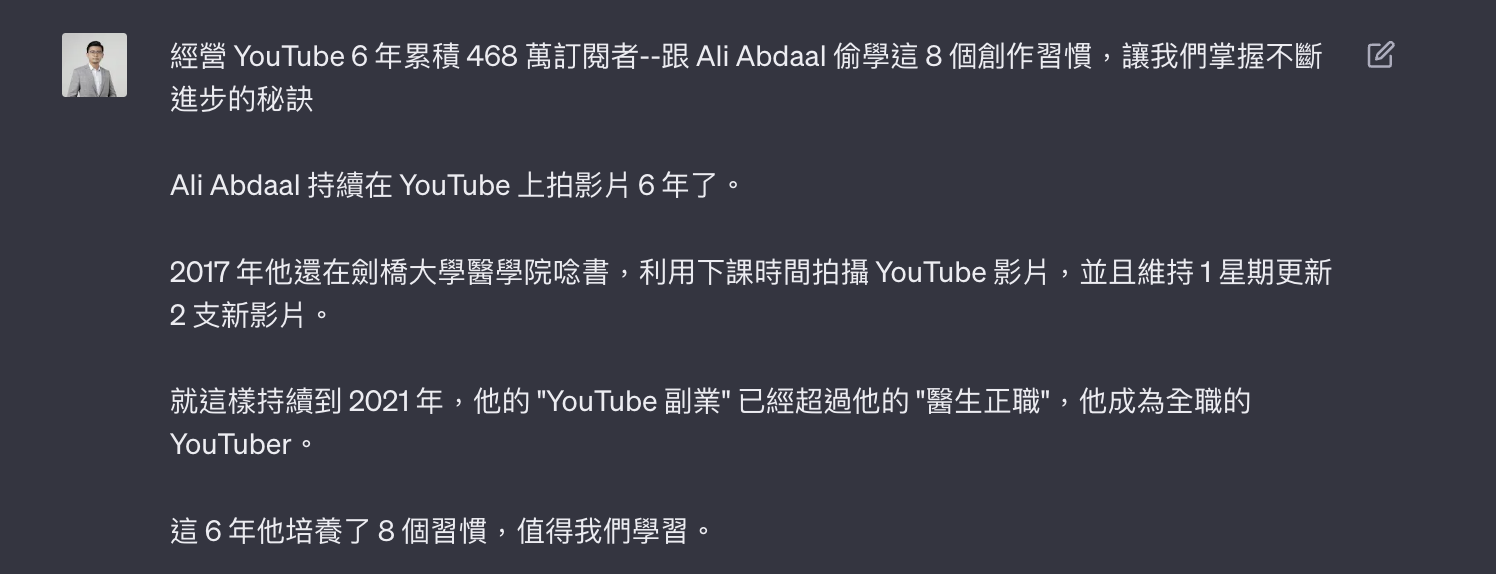 經營 YouTube 6 年累積 468 萬訂閱者--跟 Ali Abdaal 偷學這 8 個創作習慣，讓我們掌握不斷
進步的秘訣
Ali Abdaal 持續在 YouTube 上拍影片 6 年了。
2017 年他還在劍橋大學醫學院唸書，利用下課時間拍攝 YouTube 影片，並且維持 1 星期更新
2 支新影片。
就這樣持續到 2021 年，他的 "YouTube 副業" 已經超過他的 "醫生正職"，他成為全職的
YouTuber。
這 6 年他培養了 8 個習慣，值得我們學習。